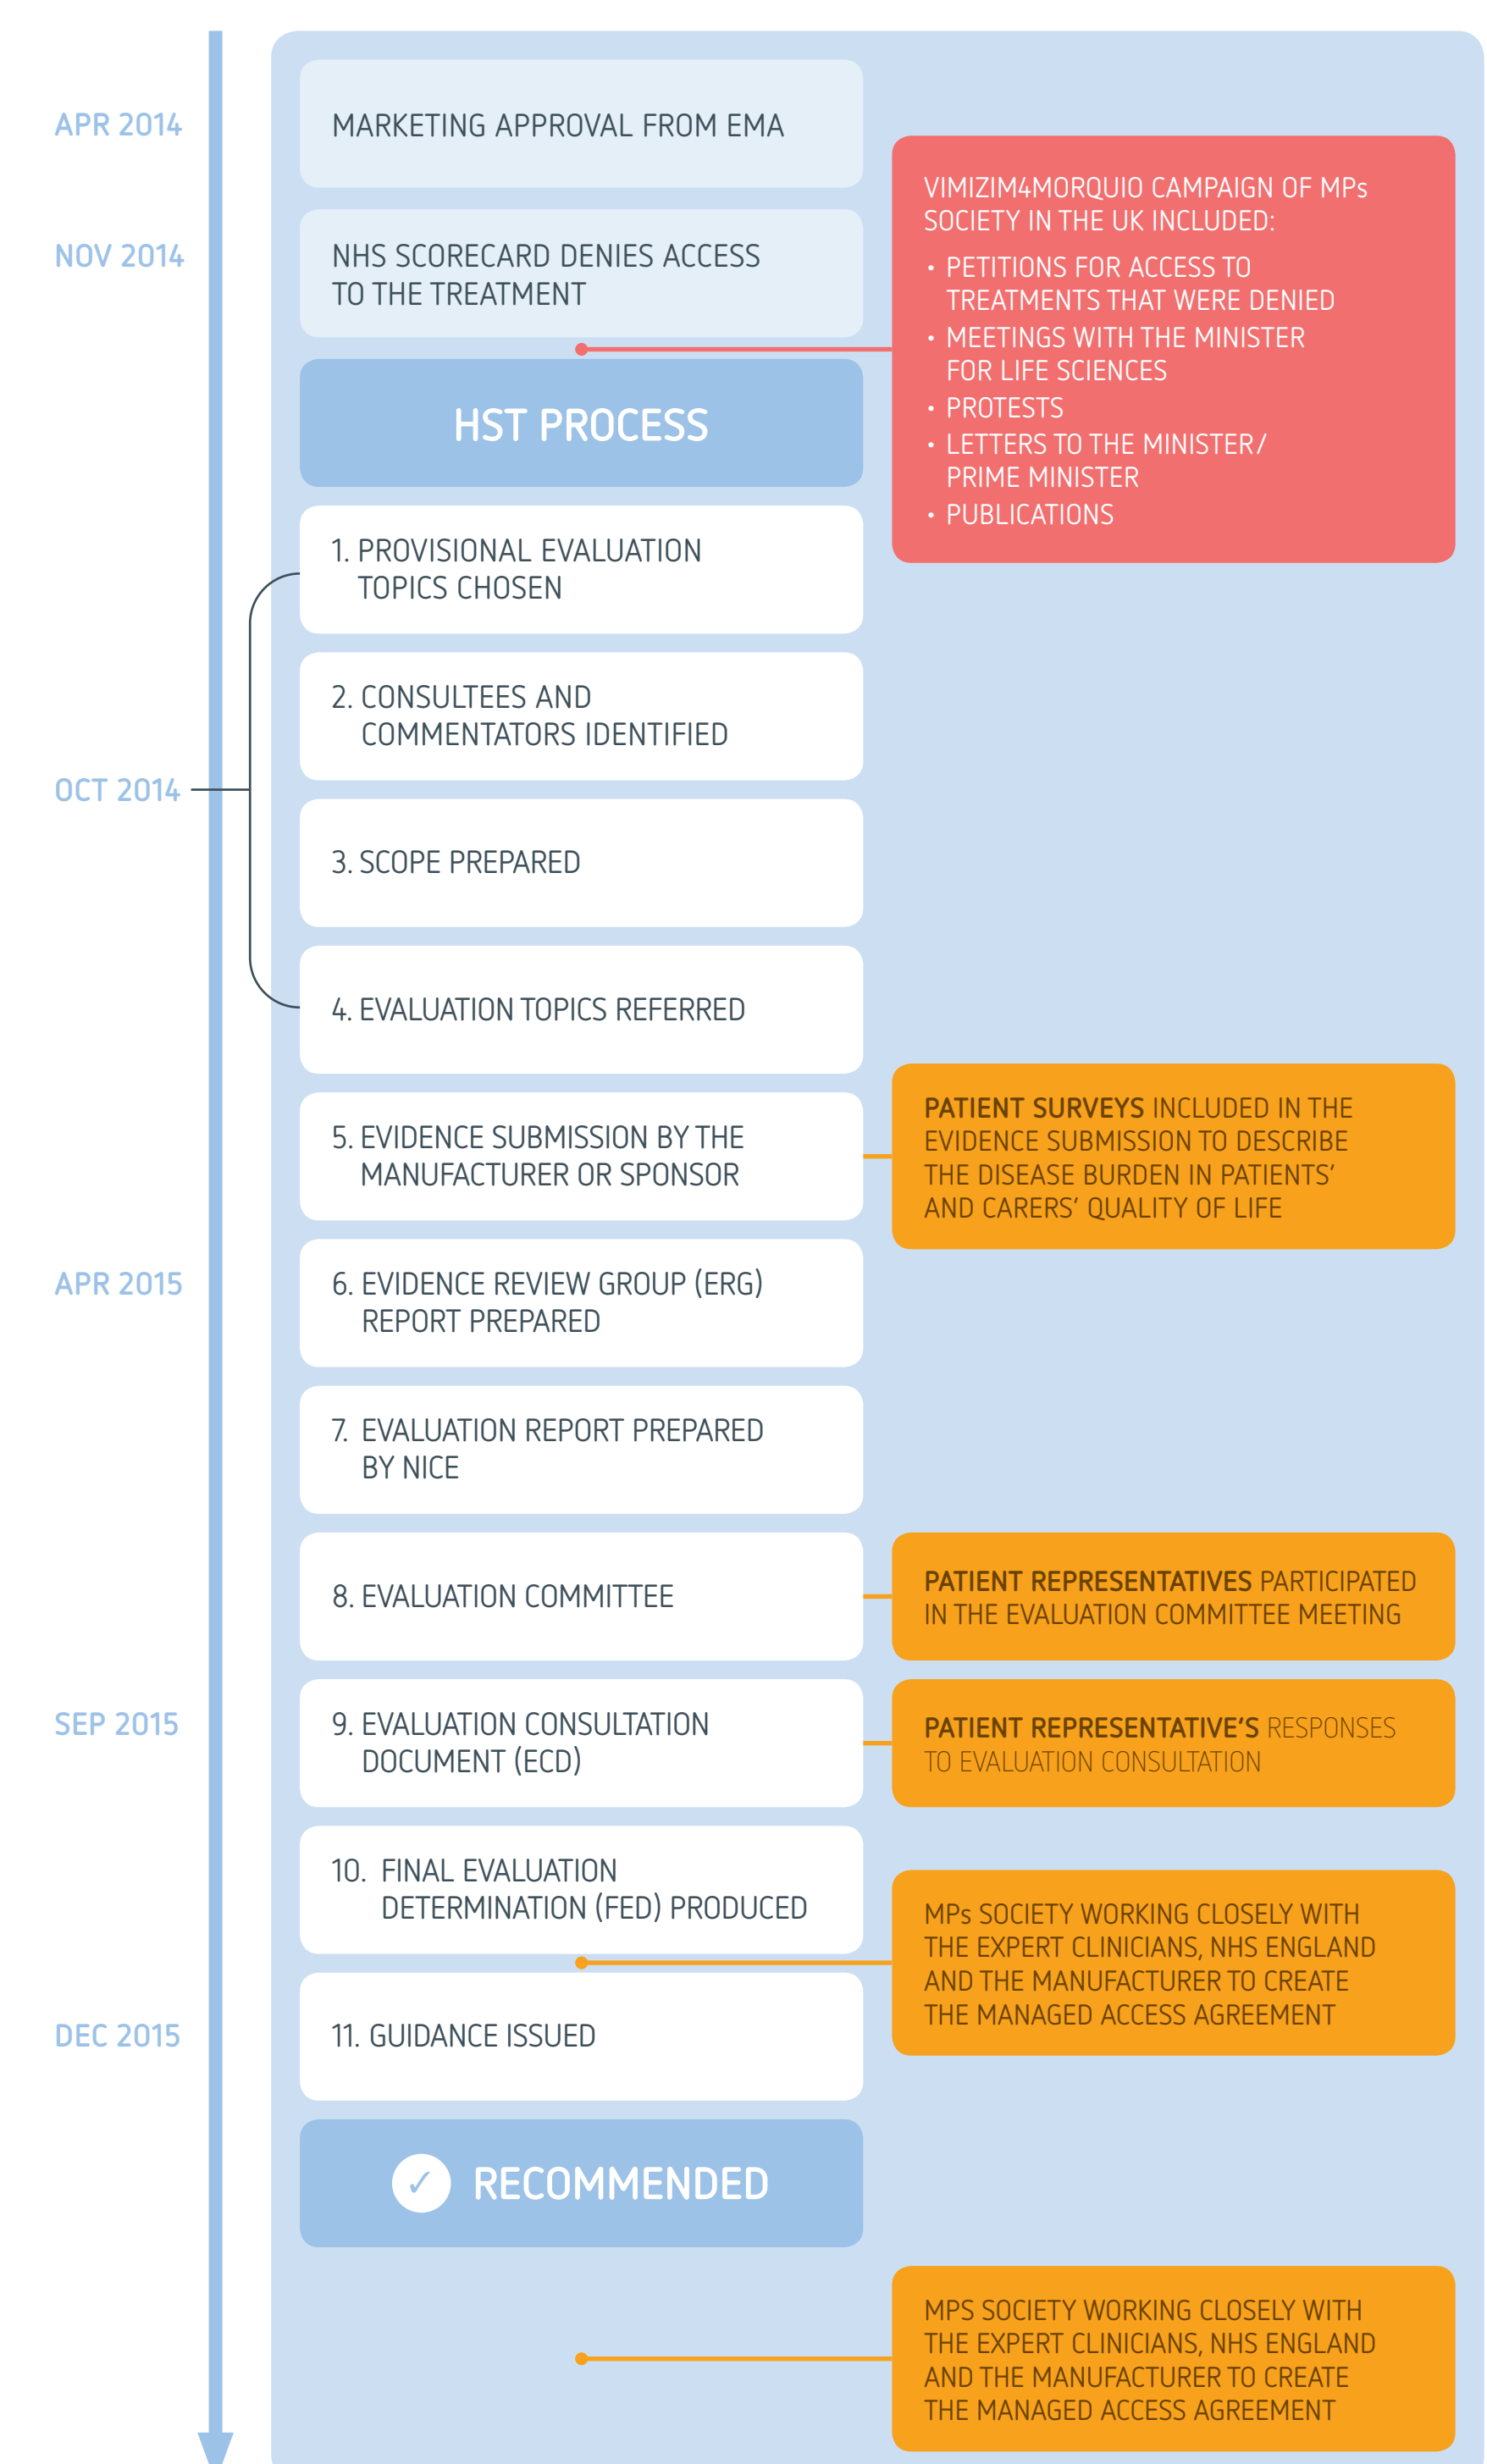 APR 2014
MARKETING APPROVAL FROM EMA
NOV 2014
NHS SCORECARD DENIES ACCESS
TO THE TREATMENT
VIMIZIM4MORQUIO CAMPAIGN OF MPs
SOCIETY IN THE UK INCLUDED:
• PETITIONS FOR ACCESS TO
TREATMENTS THAT WERE DENIED
• MEETINGS WITH THE MINISTER
FOR LIFE SCIENCES
• PROTESTS
• LETTERS TO THE MINISTER/
PRIME MINISTER
• PUBLICATIONS
HST PROCESS
1. PROVISIONAL EVALUATION
TOPICS CHOSEN
2. CONSULTEES AND
COMMENTATORS IDENTIFIED
OCT 2014
3. SCOPE PREPARED
4. EVALUATION TOPICS REFERRED
5. EVIDENCE SUBMISSION BY THE
MANUFACTURER OR SPONSOR
PATIENT SURVEYS INCLUDED IN THE
EVIDENCE SUBMISSION TO DESCRIBE
THE DISEASE BURDEN IN PATIENTS'
AND CARERS' QUALITY OF LIFE
APR 2015
6. EVIDENCE REVIEW GROUP (ERG)
REPORT PREPARED
7. EVALUATION REPORT PREPARED
BY NICE
8. EVALUATION COMMITTEE
PATIENT REPRESENTATIVES PARTICIPATED
IN THE EVALUATION COMMITTEE MEETING
SEP 2015
9. EVALUATION CONSULTATION
DOCUMENT (ECD)
PATIENT REPRESENTATIVE'S RESPONSES
TO EVALUATION CONSULTATION
10. FINAL EVALUATION
DETERMINATION (FED) PRODUCED
MPs SOCIETY WORKING CLOSELY WITH
THE EXPERT CLINICIANS, NHS ENGLAND
AND THE MANUFACTURER TO CREATE
THE MANAGED ACCESS AGREEMENT
DEC 2015
11. GUIDANCE ISSUED
✓ RECOMMENDED
MPS SOCIETY WORKING CLOSELY WITH
THE EXPERT CLINICIANS, NHS ENGLAND
AND THE MANUFACTURER TO CREATE
THE MANAGED ACCESS AGREEMENT